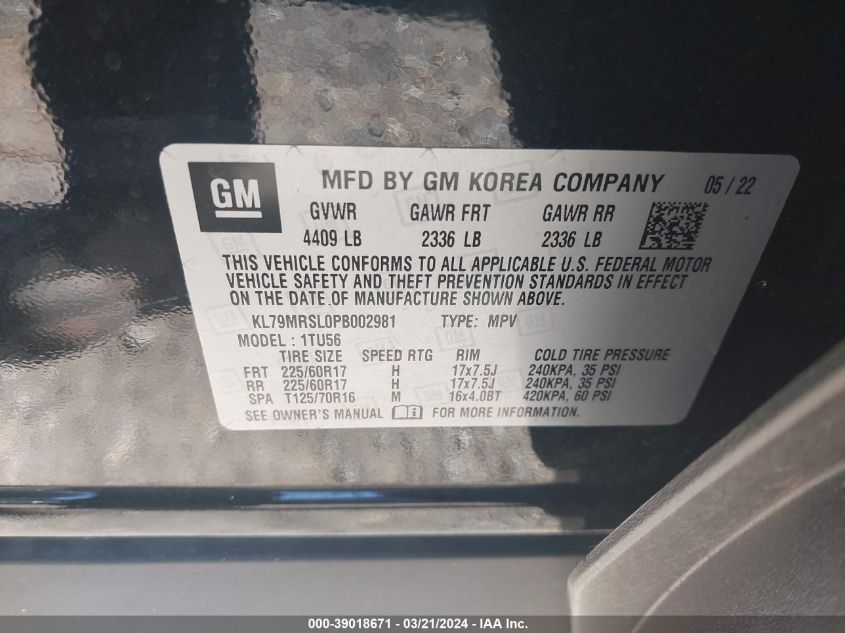 GM MFD BY GM KOREA COMPANY 05/22
GVWR GAWR FRT GAWR RR
4409 LB 2336 LB 2336 LB
THIS VEHICLE CONFORMS TO ALL APPLICABLE U.S. FEDERAL MOTOR
VEHICLE SAFETY AND THEFT PREVENTION STANDARDS IN EFFECT
ON THE DATE OF MANUFACTURE SHOWN ABOVE.
KL79MRSL0PB002981 TYPE: MPV
MODEL : 1TU56
TIRE SIZE SPEED RTG RIM COLD TIRE PRESSURE
FRT 225/60R17 H 17x7.5J 240KPA, 35 PSI
RR 225/60R17 H 17x7.5J 240KPA, 35 PSI
SPA T125/70R16 M 16x4.0BT 420KPA, 60 PSI
SEE OWNER'S MANUAL FOR MORE INFORMATION
000-39018671 - 03/21/2024 - IAA Inc.